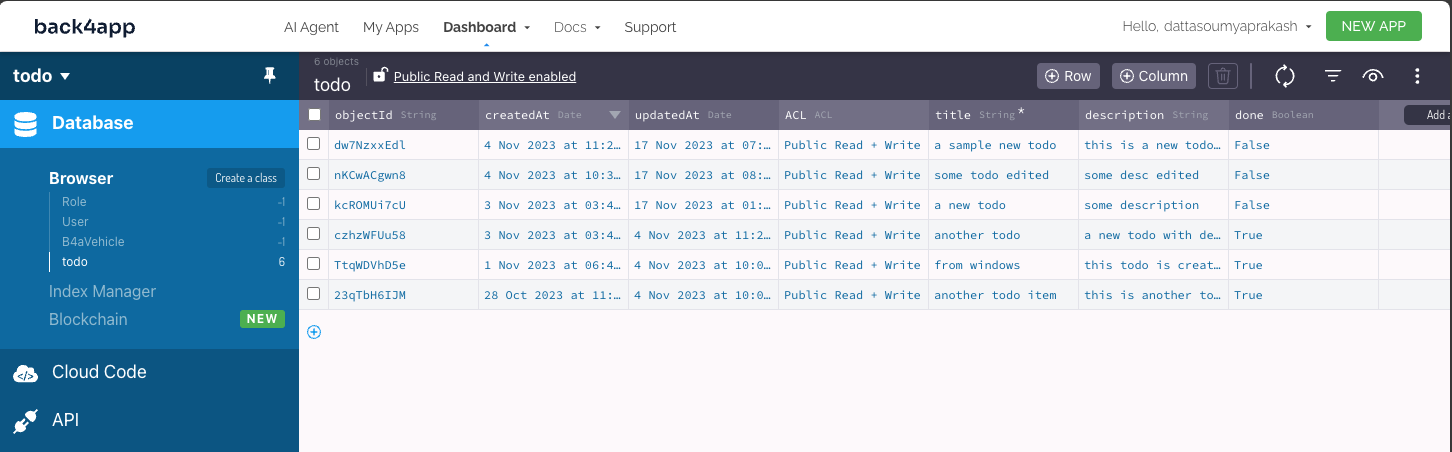 back4app AI Agent My Apps Dashboard Docs Support Hello, dattasoumyaprakash NEW APP
todo
6 objects
todo Public Read and Write enabled Row Column
Database
Browser Create a class
Role -1
User -1
B4aVehicle -1
todo 6
Index Manager
Blockchain NEW
Cloud Code
API
objectId String createdAt Date updatedAt Date ACL ACL title String * description String done Boolean Add a
dw7NzxxEdl 4 Nov 2023 at 11:2… 17 Nov 2023 at 07:… Public Read + Write a sample new todo this is a new todo… False
nKCwACgwn8 4 Nov 2023 at 10:3… 17 Nov 2023 at 08:… Public Read + Write some todo edited some desc edited False
kcROMUi7cU 3 Nov 2023 at 03:4… 17 Nov 2023 at 01:… Public Read + Write a new todo some description False
czhzWFUu58 3 Nov 2023 at 03:4… 4 Nov 2023 at 11:2… Public Read + Write another todo a new todo with de… True
TtqWDVhD5e 1 Nov 2023 at 06:4… 4 Nov 2023 at 10:0… Public Read + Write from windows this todo is creat… True
23qTbH6IJM 28 Oct 2023 at 11:… 4 Nov 2023 at 10:0… Public Read + Write another todo item this is another to… True